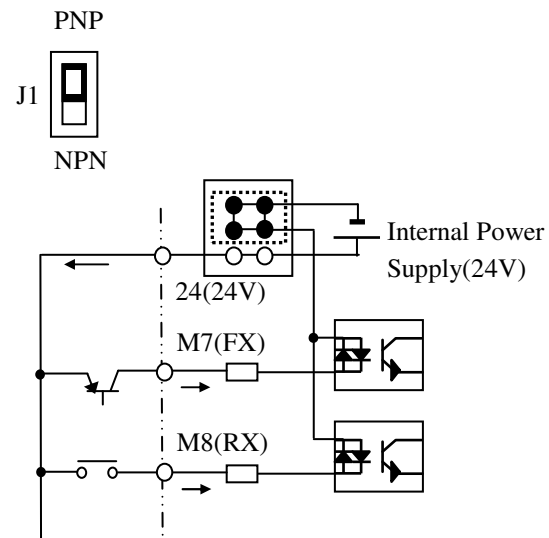 PNP
J1
NPN
Internal Power
Supply(24V)
24(24V)
M7(FX)
M8(RX)